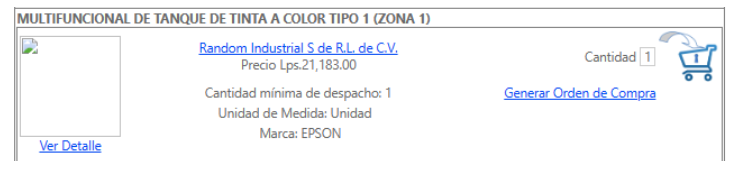 MULTIFUNCIONAL DE TANQUE DE TINTA A COLOR TIPO 1 (ZONA 1)
Random Industrial S de R.L. de C.V.
Precio Lps.21,183.00
Cantidad 1
Cantidad mínima de despacho: 1
Generar Orden de Compra
Unidad de Medida: Unidad
Marca: EPSON
Ver Detalle